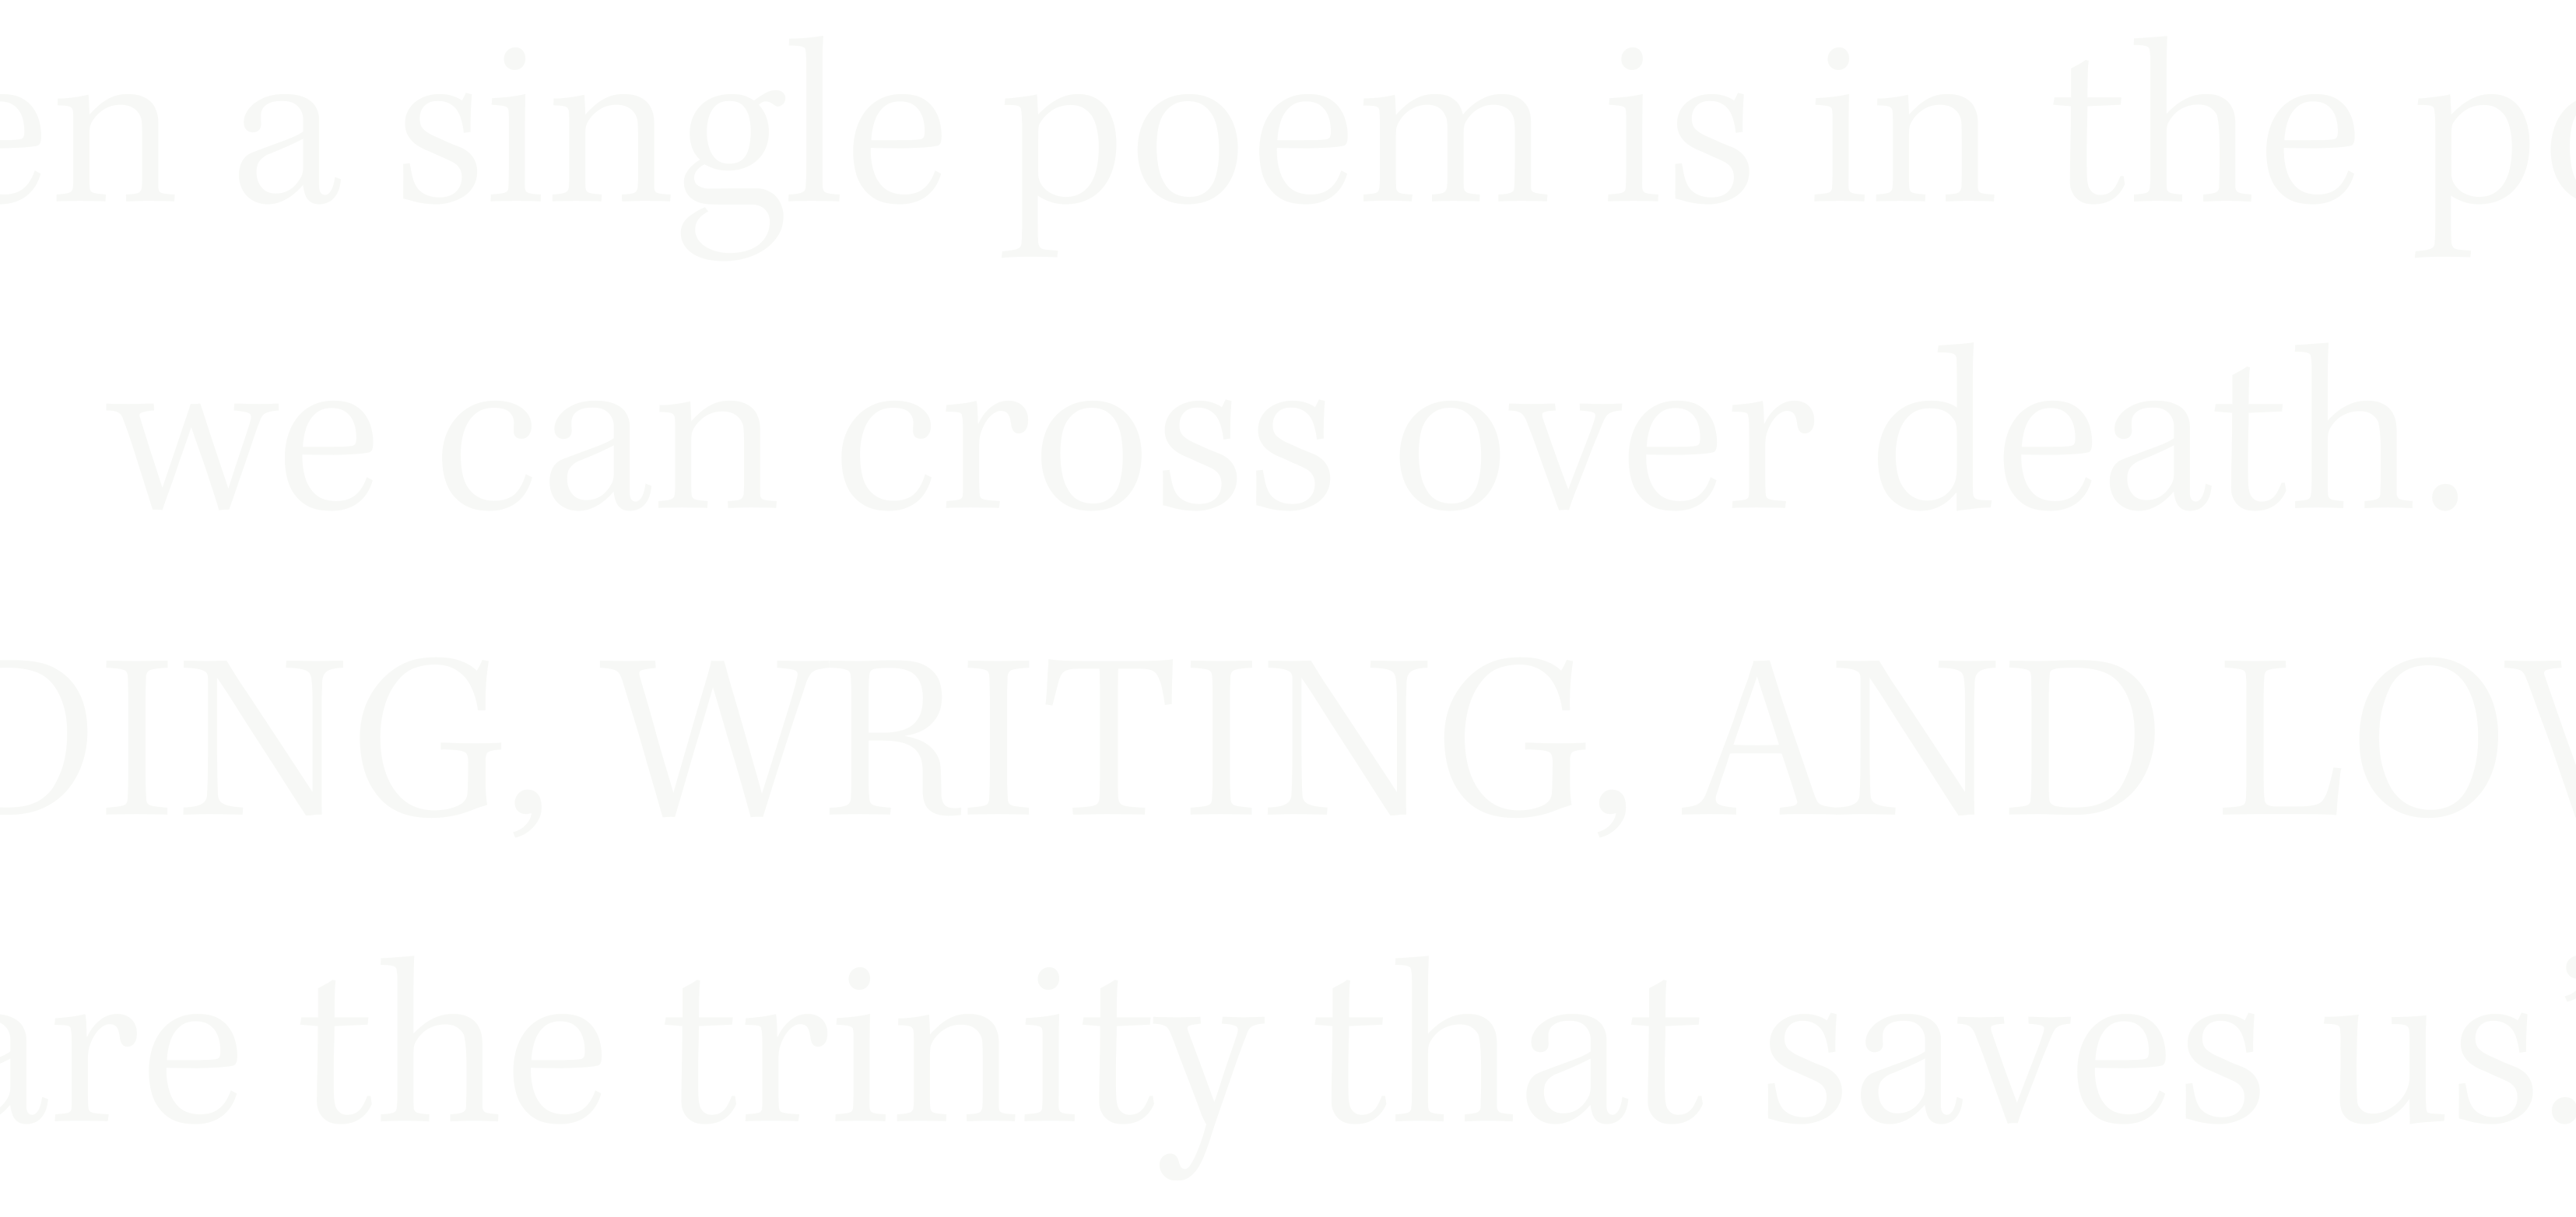 en a single poem is in the po
we can cross over death.
DING, WRITING, AND LOV
are the trinity that saves us.